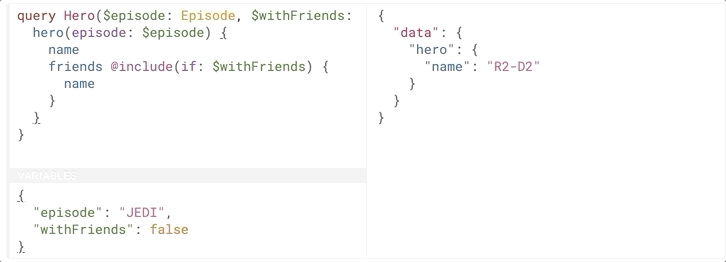 query Hero($episode: Episode, $withFriends:
  hero(episode: $episode) {
    name
    friends @include(if: $withFriends) {
      name
    }
  }
}
VARIABLES
{
  "episode": "JEDI",
  "withFriends": false
}
{
  "data": {
    "hero": {
      "name": "R2-D2"
    }
  }
}